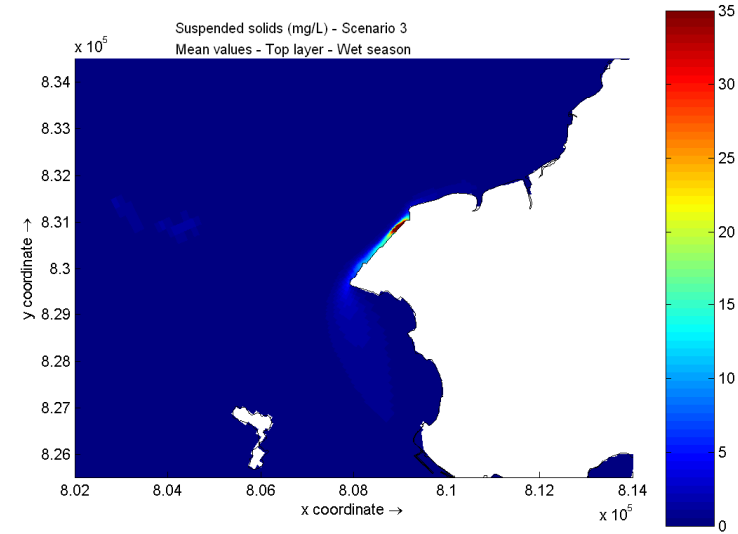 Suspended solids (mg/L) - Scenario 3
Mean values - Top layer - Wet season
x 10^5
8.34
8.33
8.32
8.31
8.3
8.29
8.28
8.27
8.26
y coordinate →
8.02 8.04 8.06 8.08 8.1 8.12 8.14
x coordinate →
x 10^5
35
30
25
20
15
10
5
0